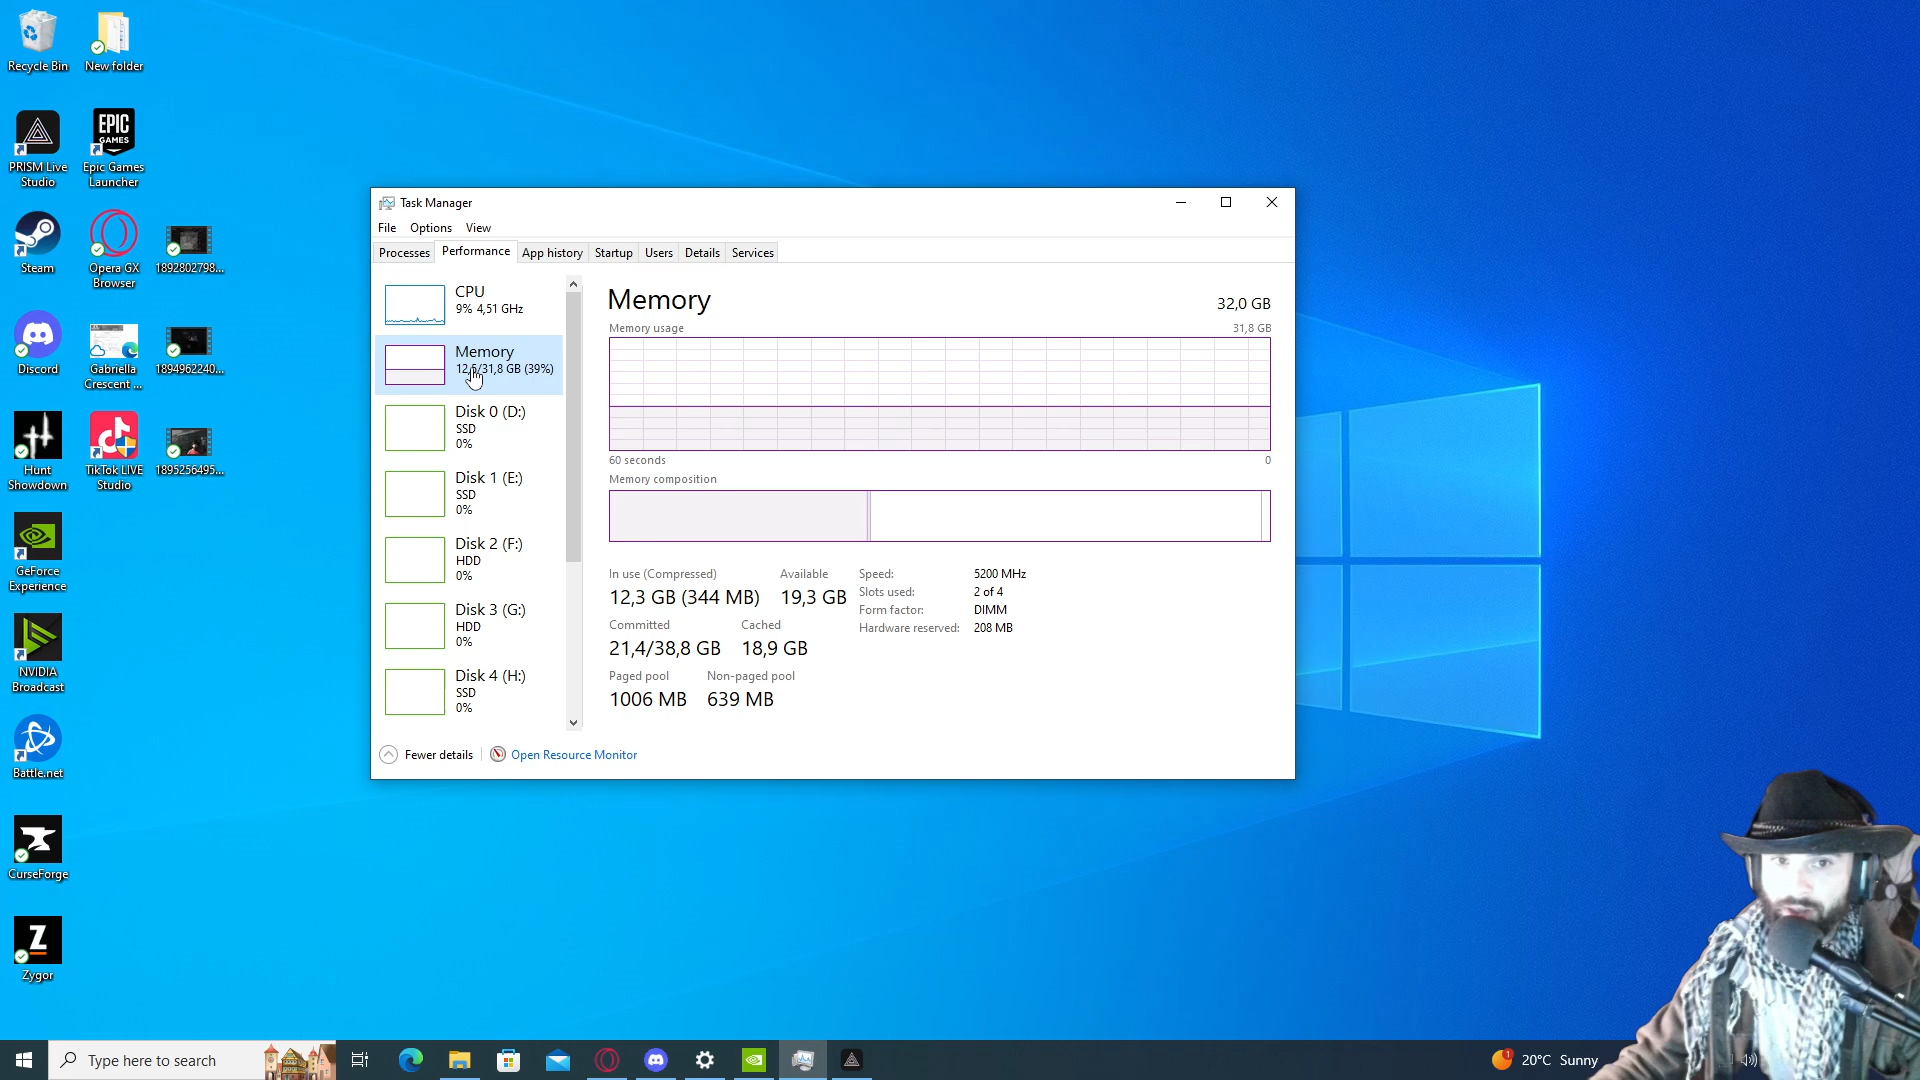 Recycle Bin
New folder
PRISM Live
Studio
EPIC
GAMES
Epic Games
Launcher
Steam
Opera GX
Browser
1892802798...
Discord
Gabriella
Crescent ...
1894962240...
Hunt
Showdown
TikTok LIVE
Studio
1895256495...
GeForce
Experience
NVIDIA
Broadcast
Battle.net
CurseForge
Z
Zygor
Task Manager
File Options View
Processes Performance App history Startup Users Details Services
CPU
9% 4,51 GHz
Memory
12,5/31,8 GB (39%)
Disk 0 (D:)
SSD
0%
Disk 1 (E:)
SSD
0%
Disk 2 (F:)
HDD
0%
Disk 3 (G:)
HDD
0%
Disk 4 (H:)
SSD
0%
Memory 32,0 GB
Memory usage 31,8 GB
60 seconds 0
Memory composition
In use (Compressed) Available
12,3 GB (344 MB) 19,3 GB
Committed Cached
21,4/38,8 GB 18,9 GB
Paged pool Non-paged pool
1006 MB 639 MB
Speed: 5200 MHz
Slots used: 2 of 4
Form factor: DIMM
Hardware reserved: 208 MB
Fewer details Open Resource Monitor
Type here to search
1
20°C Sunny